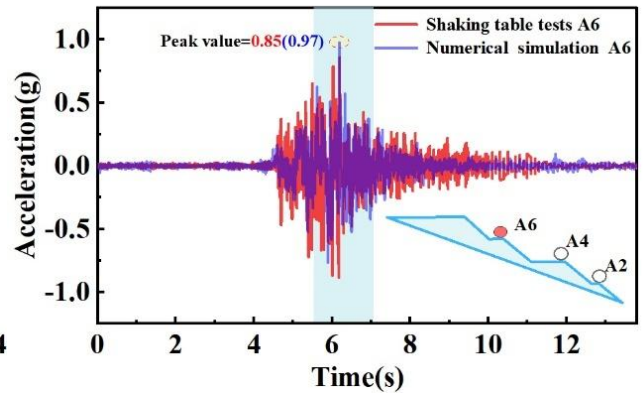 Shaking table tests A6
Numerical simulation A6
Peak value=0.85(0.97)
Acceleration(g)
1.0
0.5
0.0
-0.5
-1.0
A6
A4
A2
4
0 2 4 6 8 10 12
Time(s)